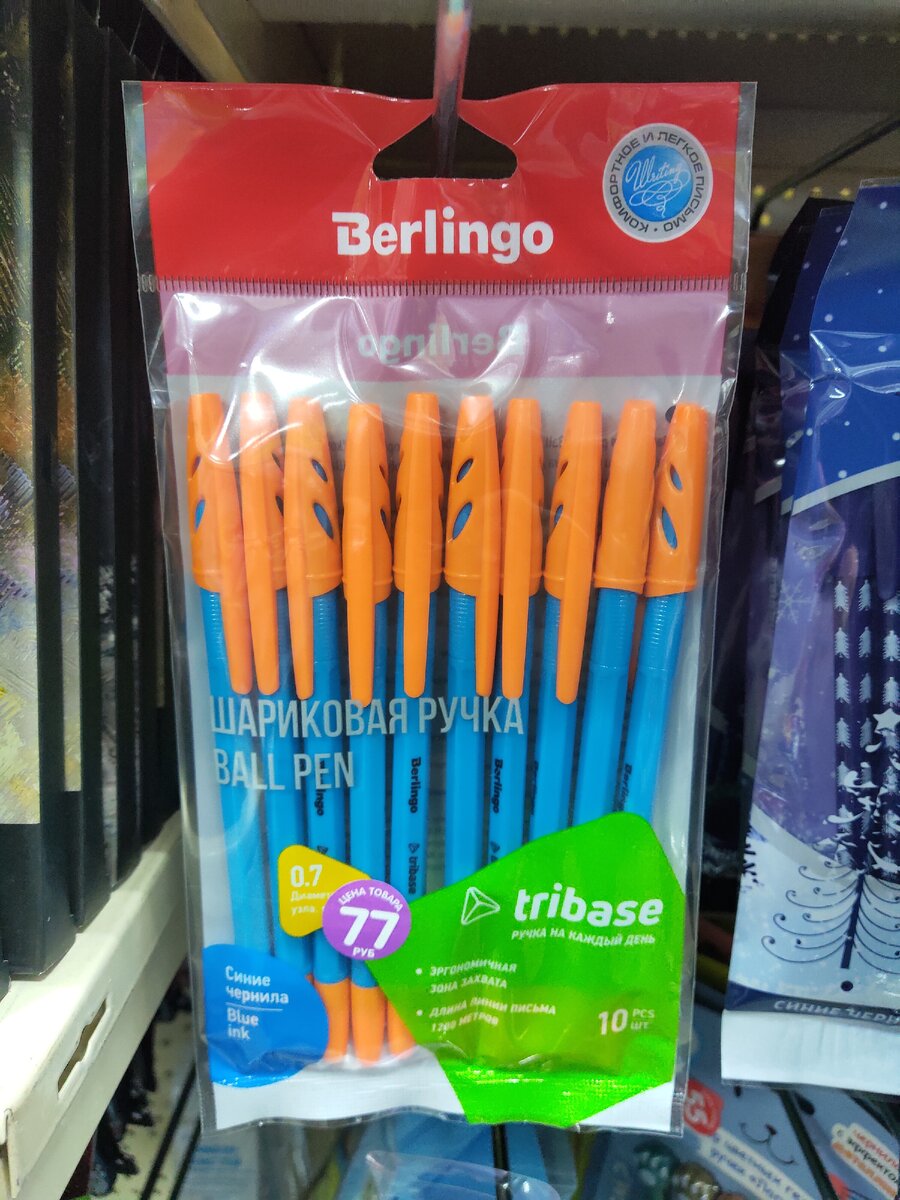 КОМФОРТНОЕ И ЛЕГКОЕ ПИСЬМО •
Writing
Berlingo
Berlingo
ШАРИКОВАЯ РУЧКА
BALL PEN
Berlingo
tribase
Berlingo
Berlingo
0.7
ЦЕНА ТОВАРА
77
РУБ
tribase
РУЧКА НА КАЖДЫЙ ДЕНЬ
• ЭРГОНОМИЧНАЯ
ЗОНА ЗАХВАТА
• ДЛИНА ЛИНИИ ПИСЬМА
1200 МЕТРОВ
10 PCS
ШТ.
Синие
чернила
Blue
ink
СИНИЕ